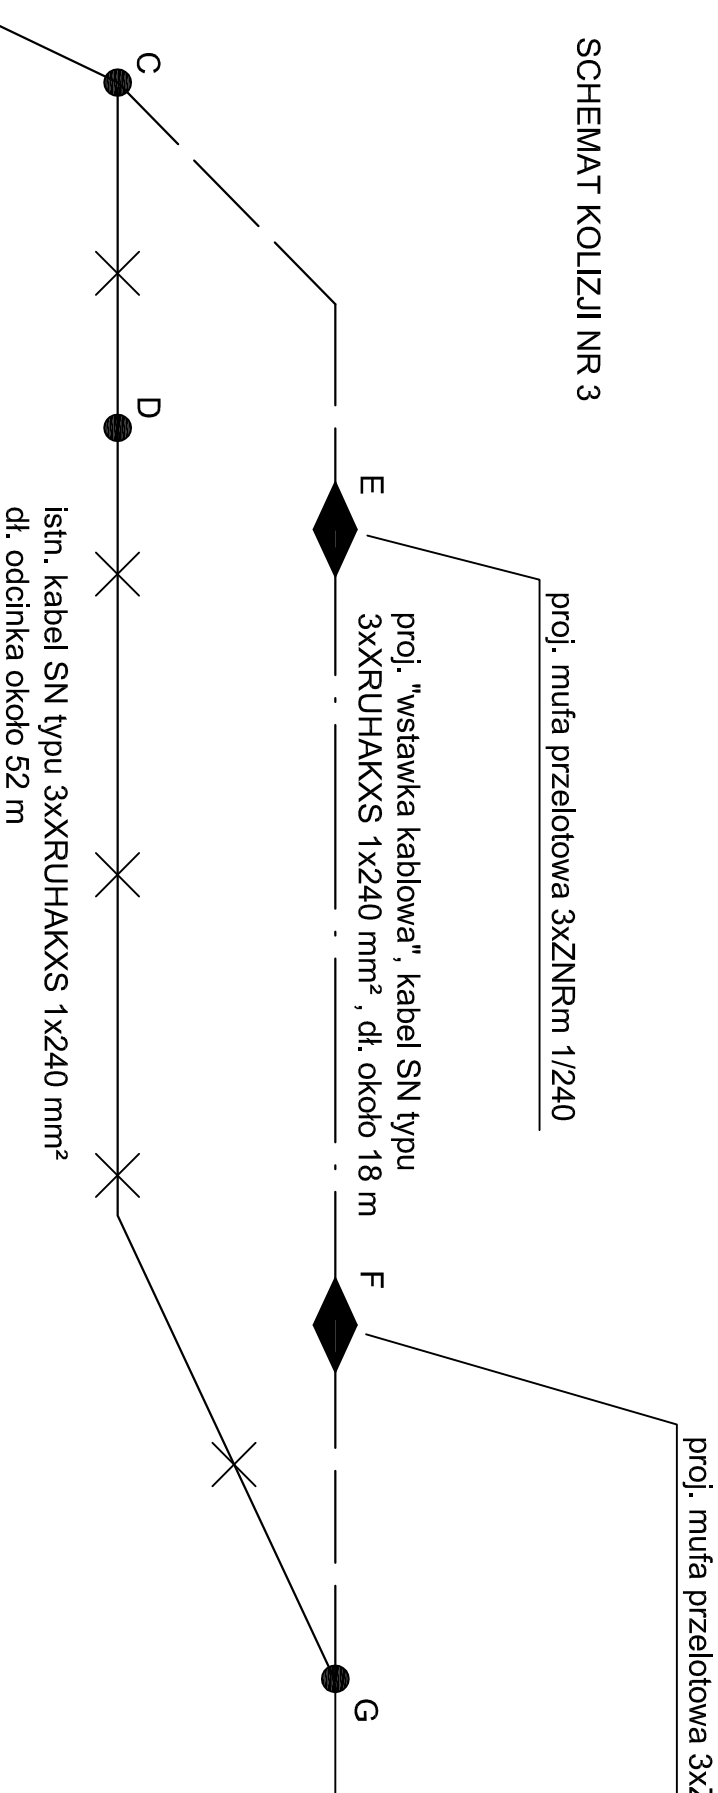 SCHEMAT KOLIZJI NR 3
C
D
E
proj. mufa przelotowa 3xZNRm 1/240
proj. "wstawka kablowa", kabel SN typu
3xXRUHAKXS 1x240 mm² , dł. około 18 m
istn. kabel SN typu 3xXRUHAKXS 1x240 mm²
dł. odcinka około 52 m
F
proj. mufa przelotowa
G